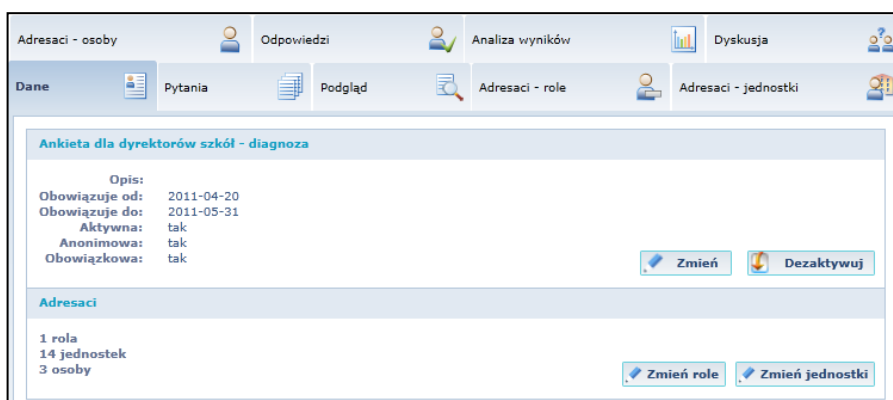 Adresaci - osoby
Odpowiedzi
Analiza wyników
Dyskusja
Dane
Pytania
Podgląd
Adresaci - role
Adresaci - jednostki
Ankieta dla dyrektorów szkół - diagnoza
Opis:
Obowiązuje od: 2011-04-20
Obowiązuje do: 2011-05-31
Aktywna: tak
Anonimowa: tak
Obowiązkowa: tak
Zmień
Dezaktywuj
Adresaci
1 rola
14 jednostek
3 osoby
Zmień role
Zmień jednostki